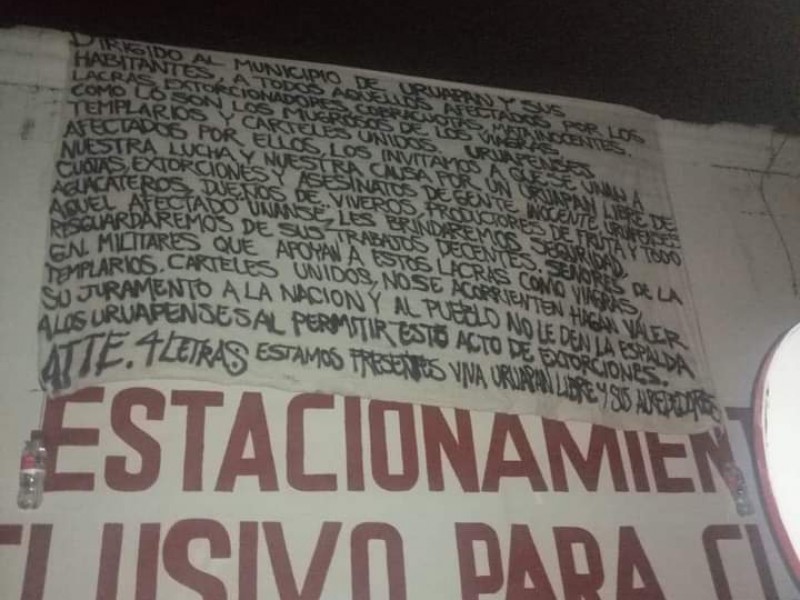 DIRIGIDO AL MUNICIPIO DE URUAPAN Y SUS
HABITANTES, A TODOS AQUELLOS AFECTADOS POR LOS
LACRAS, EXTORCIONADORES, COBRACUOTAS, MATAINOCENTES.
COMO LO SON LOS MUGROSOS DE LOS VIAGRAS,
TEMPLARIOS Y CARTELES UNIDOS. URUAPENSES
AFECTADOS POR ELLOS, LOS INVITAMOS A QUE SE UNAN A
NUESTRA LUCHA Y NUESTRA CAUSA POR UN URUAPAN LIBRE DE
CUOTAS, EXTORCIONES Y ASESINATOS DE GENTE INOCENTE. URUAPENSES
AGUACATEROS, DUEÑOS DE VIVEROS, PRODUCTORES DE FRUTA Y TODO
AQUEL AFECTADO UNANSE, LES BRINDAREMOS SEGURIDAD,
RISGUARDAREMOS DE SUS TRABAJOS DECENTES. SEÑORES DE LA
G.N. MILITARES QUE APOYAN A ESTOS LACRAS COMO VIAGRAS,
TEMPLARIOS. CARTELES UNIDOS, NO SE ACORRIENTEN HAGAN VALER
SU JURAMENTO A LA NACION Y AL PUEBLO NO LE DEN LA ESPALDA
A LOS URUAPENSES AL PERMITIR ESTE ACTO DE EXTORCIONES.
ATTE. 4 LETRAS. ESTAMOS PRESENTES VIVA URUAPAN LIBRE Y SUS ALREDEDORES
ESTACIONAMIENT
CLUSIVO PARA CL